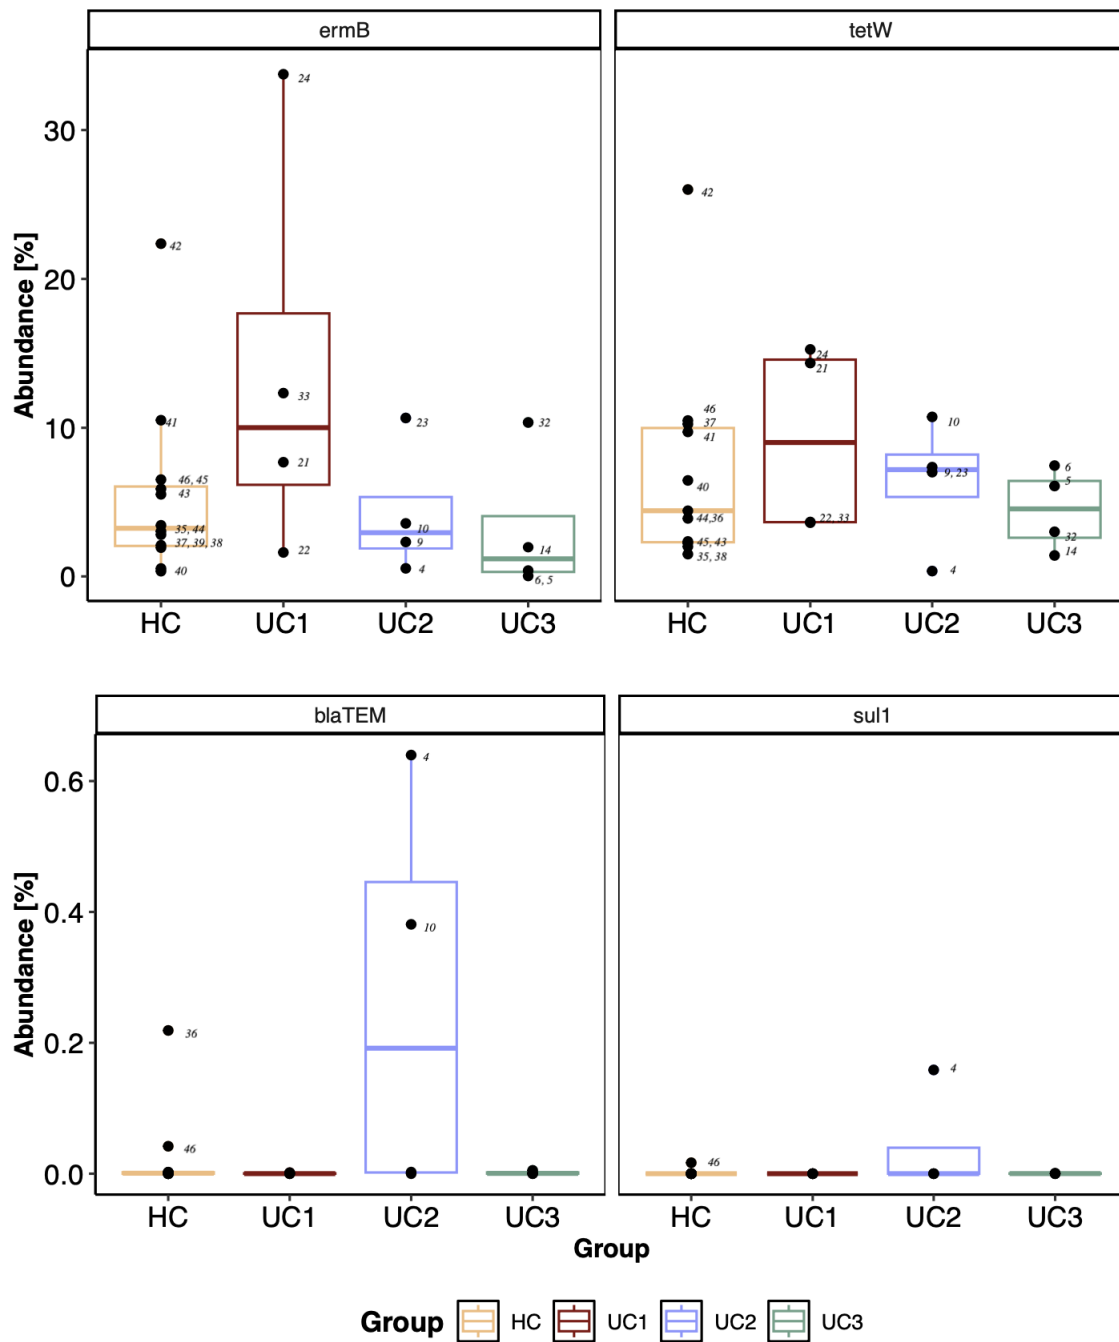 ermB
tetW
Abundance [%]
30
20
10
0
24
42
33
41
21
46, 45
43
35, 44
37, 39, 38
40
22
23
10
9
4
32
14
6, 5
42
24
21
46
37
41
40
44,36
45, 43
35, 38
22, 33
10
9, 23
4
6
5
32
14
HC
UC1
UC2
UC3
HC
UC1
UC2
UC3
blaTEM
sul1
Abundance [%]
0.6
0.4
0.2
0.0
4
10
36
46
4
46
HC
UC1
UC2
UC3
HC
UC1
UC2
UC3
Group
Group
HC
UC1
UC2
UC3